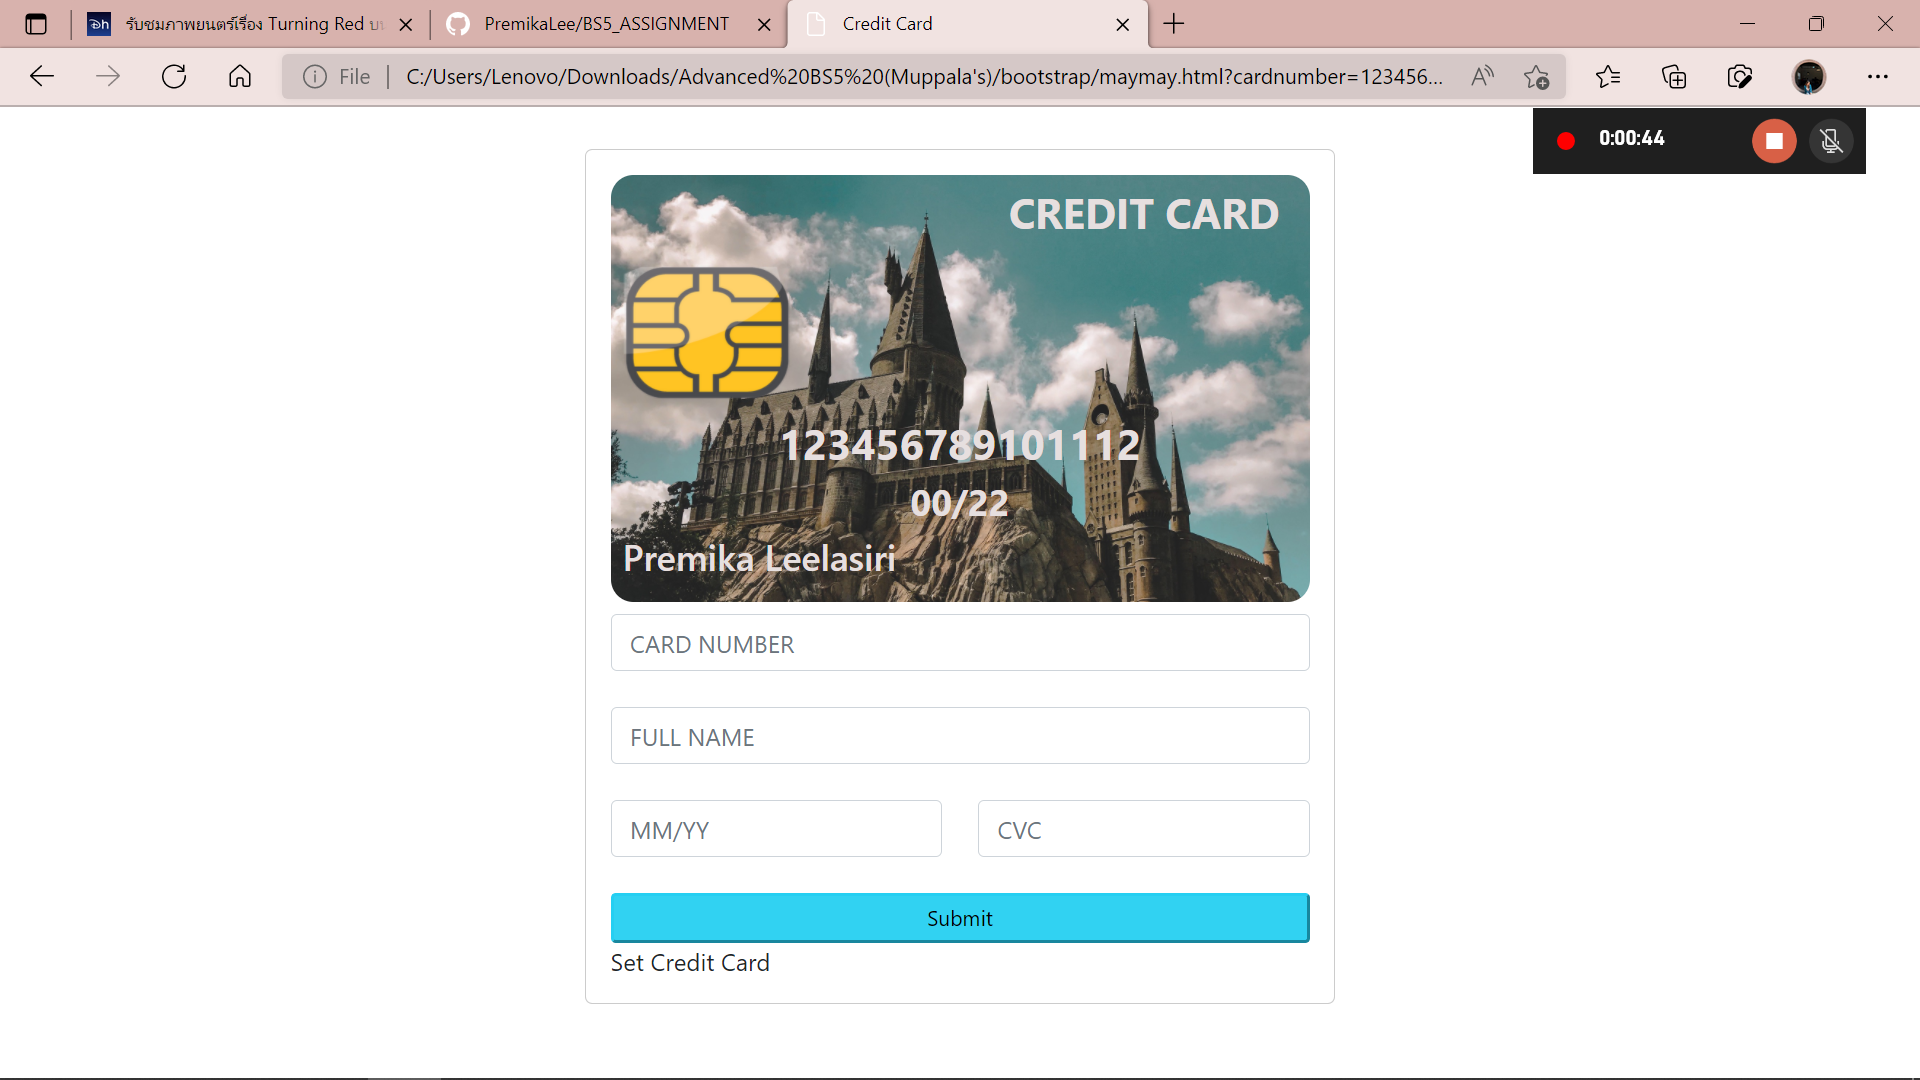 รับชมภาพยนตร์เรื่อง Turning Red บน
PremikaLee/BS5_ASSIGNMENT
Credit Card
File
C:/Users/Lenovo/Downloads/Advanced%20BS5%20(Muppala's)/bootstrap/maymay.html?cardnumber=123456...
0:00:44
CREDIT CARD
123456789101112
00/22
Premika Leelasiri
CARD NUMBER
FULL NAME
MM/YY
CVC
Submit
Set Credit Card